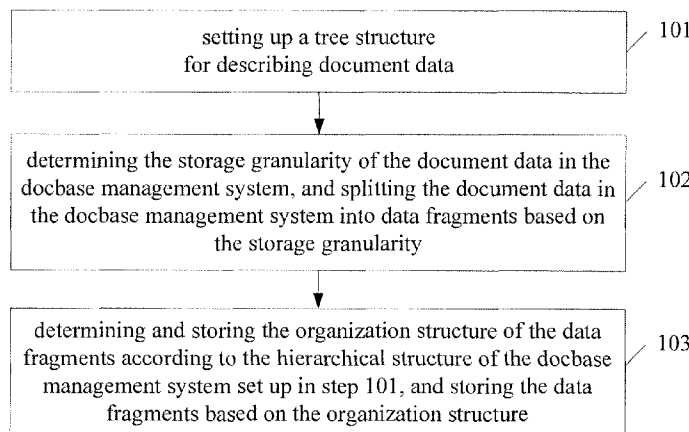 setting up a tree structure
for describing document data
101
determining the storage granularity of the document data in the
docbase management system, and splitting the document data in
the docbase management system into data fragments based on
the storage granularity
102
determining and storing the organization structure of the data
fragments according to the hierarchical structure of the docbase
management system set up in step 101, and storing the data
fragments based on the organization structure
103